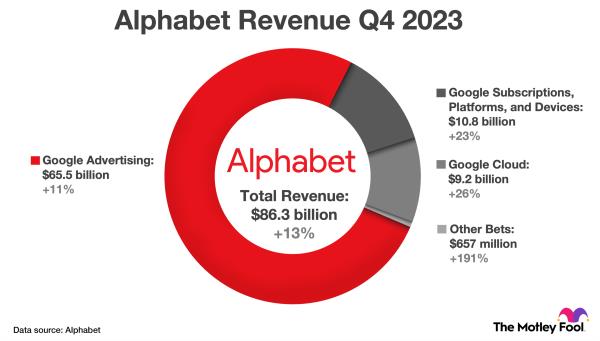 Alphabet Revenue Q4 2023
Google Advertising:
$65.5 billion
+11%
Alphabet
Total Revenue:
$86.3 billion
+13%
Google Subscriptions,
Platforms, and Devices:
$10.8 billion
+23%
Google Cloud:
$9.2 billion
+26%
Other Bets:
$657 million
+191%
Data source: Alphabet
The Motley Fool